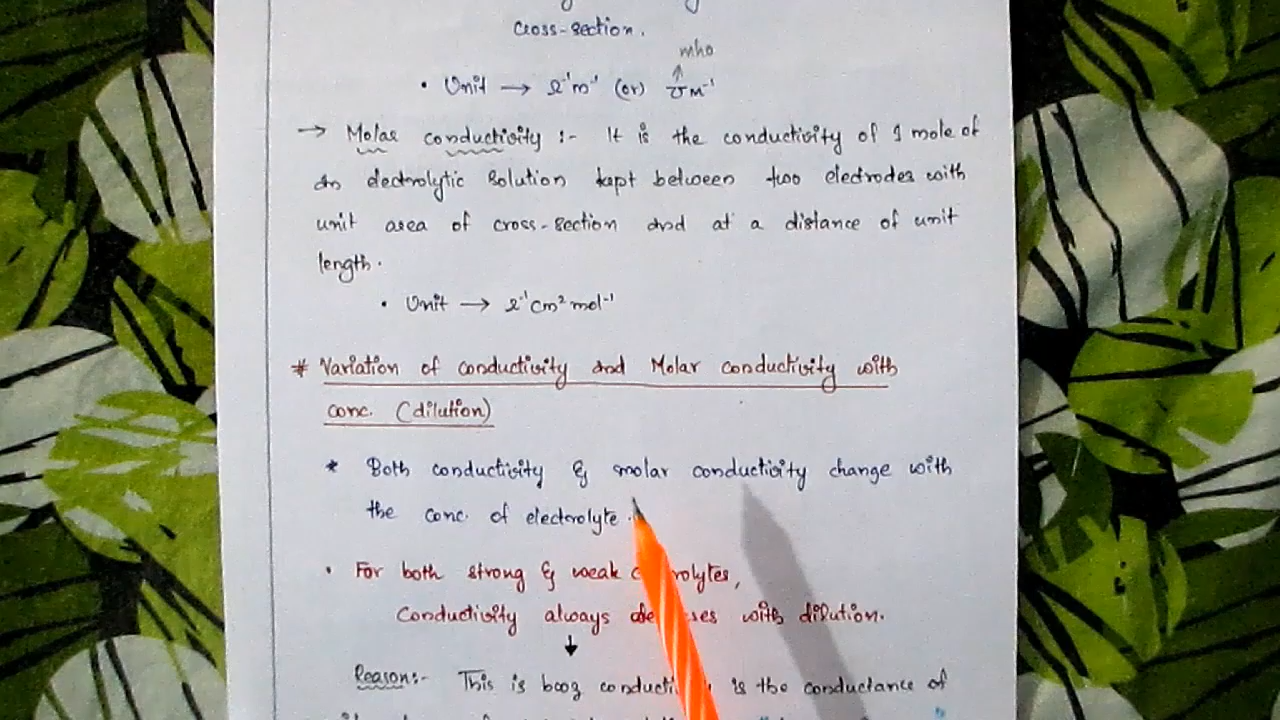 cross-section.
mho
• Unit → Ω⁻¹m⁻¹ (or) ℧m⁻¹
→ Molar conductivity :- It is the conductivity of 1 mole of
an electrolytic solution kept between two electrodes with
unit area of cross-section and at a distance of unit
length.
• Unit → Ω⁻¹cm²mol⁻¹
# Variation of conductivity and Molar conductivity with
conc. (dilution)
* Both conductivity & molar conductivity change with
the conc. of electrolyte.
• For both strong & weak
Conductivity always with dilution.
↓
Reason:- This is becoz is the conductance of